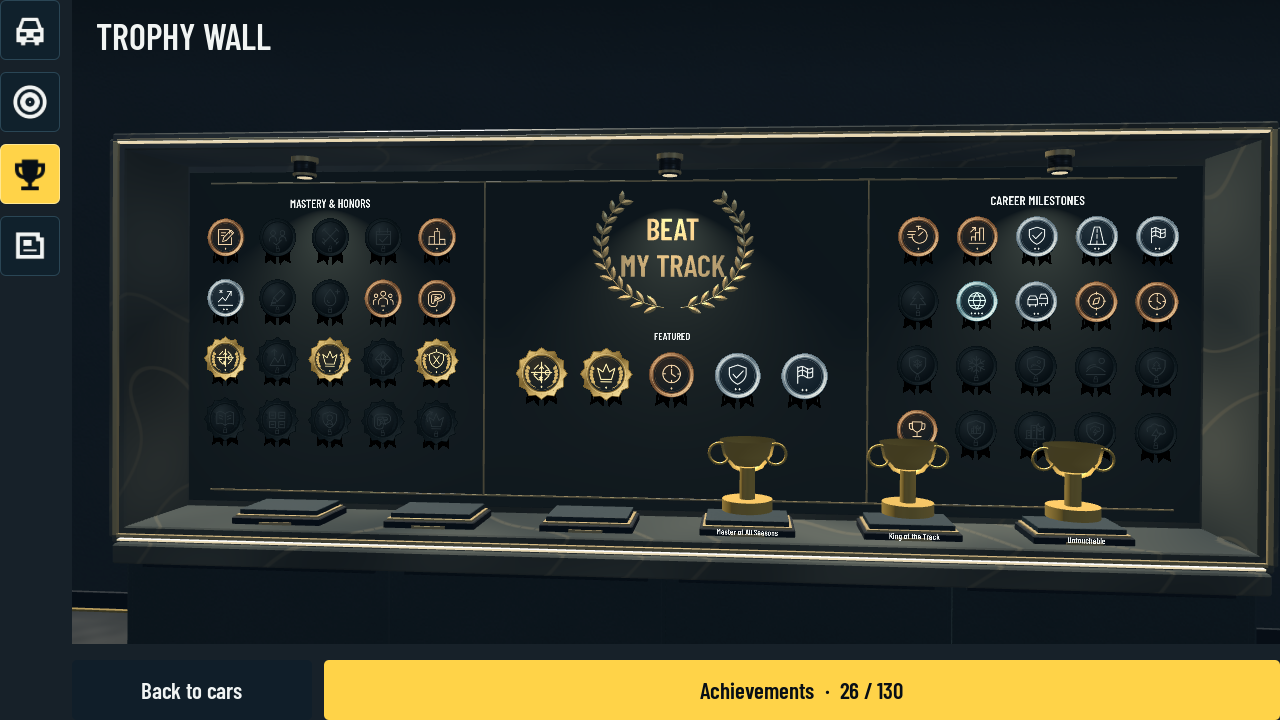 TROPHY WALL
MASTERY & HONORS
BEAT
MY TRACK
FEATURED
CAREER MILESTONES
Master of All Seasons
King of the Track
Untouchable
Back to cars
Achievements · 26 / 130